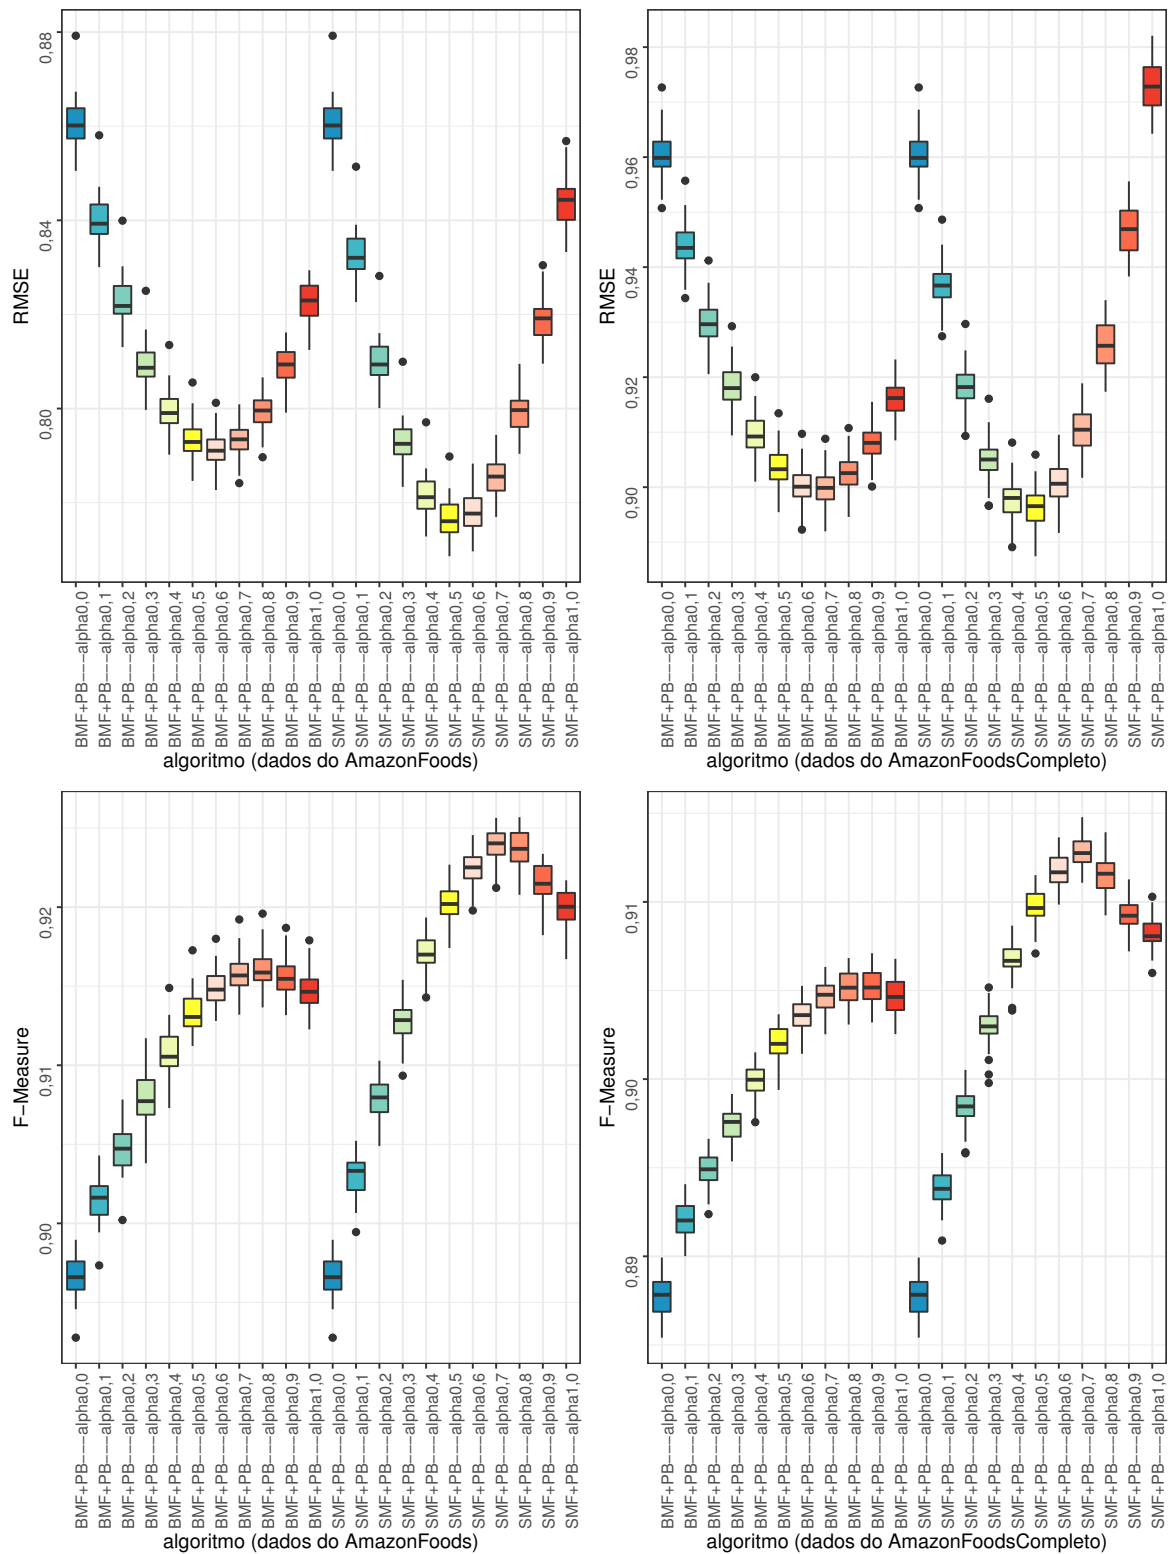 0,88
0,84
0,80
RMSE
BMF+PB−−−alpha0,0
BMF+PB−−−alpha0,1
BMF+PB−−−alpha0,2
BMF+PB−−−alpha0,3
BMF+PB−−−alpha0,4
BMF+PB−−−alpha0,5
BMF+PB−−−alpha0,6
BMF+PB−−−alpha0,7
BMF+PB−−−alpha0,8
BMF+PB−−−alpha0,9
BMF+PB−−−alpha1,0
SMF+PB−−−alpha0,0
SMF+PB−−−alpha0,1
SMF+PB−−−alpha0,2
SMF+PB−−−alpha0,3
SMF+PB−−−alpha0,4
SMF+PB−−−alpha0,5
SMF+PB−−−alpha0,6
SMF+PB−−−alpha0,7
SMF+PB−−−alpha0,8
SMF+PB−−−alpha0,9
SMF+PB−−−alpha1,0
algoritmo (dados do AmazonFoods)
0,98
0,96
0,94
0,92
0,90
RMSE
BMF+PB−−−alpha0,0
BMF+PB−−−alpha0,1
BMF+PB−−−alpha0,2
BMF+PB−−−alpha0,3
BMF+PB−−−alpha0,4
BMF+PB−−−alpha0,5
BMF+PB−−−alpha0,6
BMF+PB−−−alpha0,7
BMF+PB−−−alpha0,8
BMF+PB−−−alpha0,9
BMF+PB−−−alpha1,0
SMF+PB−−−alpha0,0
SMF+PB−−−alpha0,1
SMF+PB−−−alpha0,2
SMF+PB−−−alpha0,3
SMF+PB−−−alpha0,4
SMF+PB−−−alpha0,5
SMF+PB−−−alpha0,6
SMF+PB−−−alpha0,7
SMF+PB−−−alpha0,8
SMF+PB−−−alpha0,9
SMF+PB−−−alpha1,0
algoritmo (dados do AmazonFoodsCompleto)
0,92
0,91
0,90
F−Measure
BMF+PB−−−alpha0,0
BMF+PB−−−alpha0,1
BMF+PB−−−alpha0,2
BMF+PB−−−alpha0,3
BMF+PB−−−alpha0,4
BMF+PB−−−alpha0,5
BMF+PB−−−alpha0,6
BMF+PB−−−alpha0,7
BMF+PB−−−alpha0,8
BMF+PB−−−alpha0,9
BMF+PB−−−alpha1,0
SMF+PB−−−alpha0,0
SMF+PB−−−alpha0,1
SMF+PB−−−alpha0,2
SMF+PB−−−alpha0,3
SMF+PB−−−alpha0,4
SMF+PB−−−alpha0,5
SMF+PB−−−alpha0,6
SMF+PB−−−alpha0,7
SMF+PB−−−alpha0,8
SMF+PB−−−alpha0,9
SMF+PB−−−alpha1,0
algoritmo (dados do AmazonFoods)
0,91
0,90
0,89
F−Measure
BMF+PB−−−alpha0,0
BMF+PB−−−alpha0,1
BMF+PB−−−alpha0,2
BMF+PB−−−alpha0,3
BMF+PB−−−alpha0,4
BMF+PB−−−alpha0,5
BMF+PB−−−alpha0,6
BMF+PB−−−alpha0,7
BMF+PB−−−alpha0,8
BMF+PB−−−alpha0,9
BMF+PB−−−alpha1,0
SMF+PB−−−alpha0,0
SMF+PB−−−alpha0,1
SMF+PB−−−alpha0,2
SMF+PB−−−alpha0,3
SMF+PB−−−alpha0,4
SMF+PB−−−alpha0,5
SMF+PB−−−alpha0,6
SMF+PB−−−alpha0,7
SMF+PB−−−alpha0,8
SMF+PB−−−alpha0,9
SMF+PB−−−alpha1,0
algoritmo (dados do AmazonFoodsCompleto)